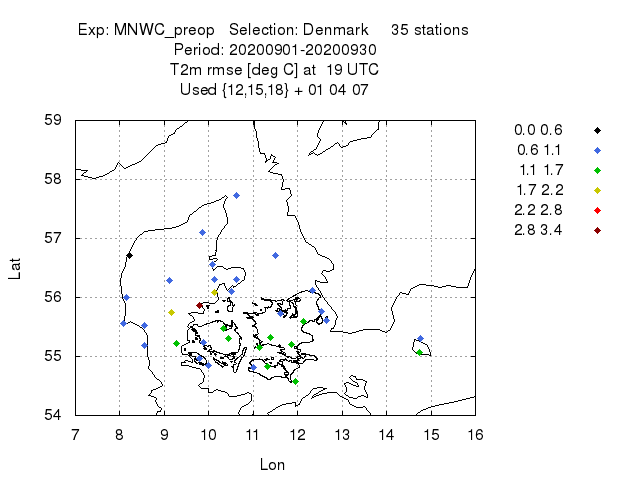 Exp: MNWC_preop   Selection: Denmark     35 stations
Period: 20200901-20200930
T2m rmse [deg C] at  19 UTC
Used {12,15,18} + 01 04 07
59
58
57
56
55
54
Lat
7 8 9 10 11 12 13 14 15 16
Lon
0.0 0.6
0.6 1.1
1.1 1.7
1.7 2.2
2.2 2.8
2.8 3.4